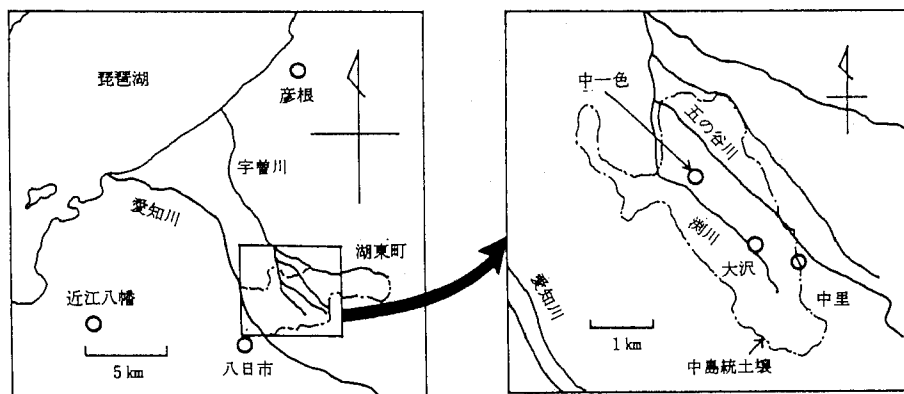 琵琶湖
彦根
宇曽川
愛知川
湖東町
近江八幡
八日市
5 km
中一色
五の谷川
渕川
大沢
中里
愛知川
1 km
中島統土壌